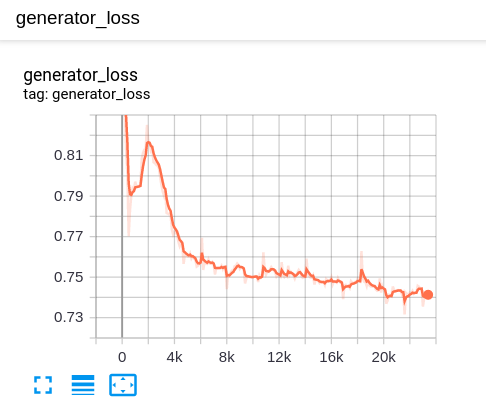 generator_loss
generator_loss
tag: generator_loss
0.81
0.79
0.77
0.75
0.73
0 4k 8k 12k 16k 20k